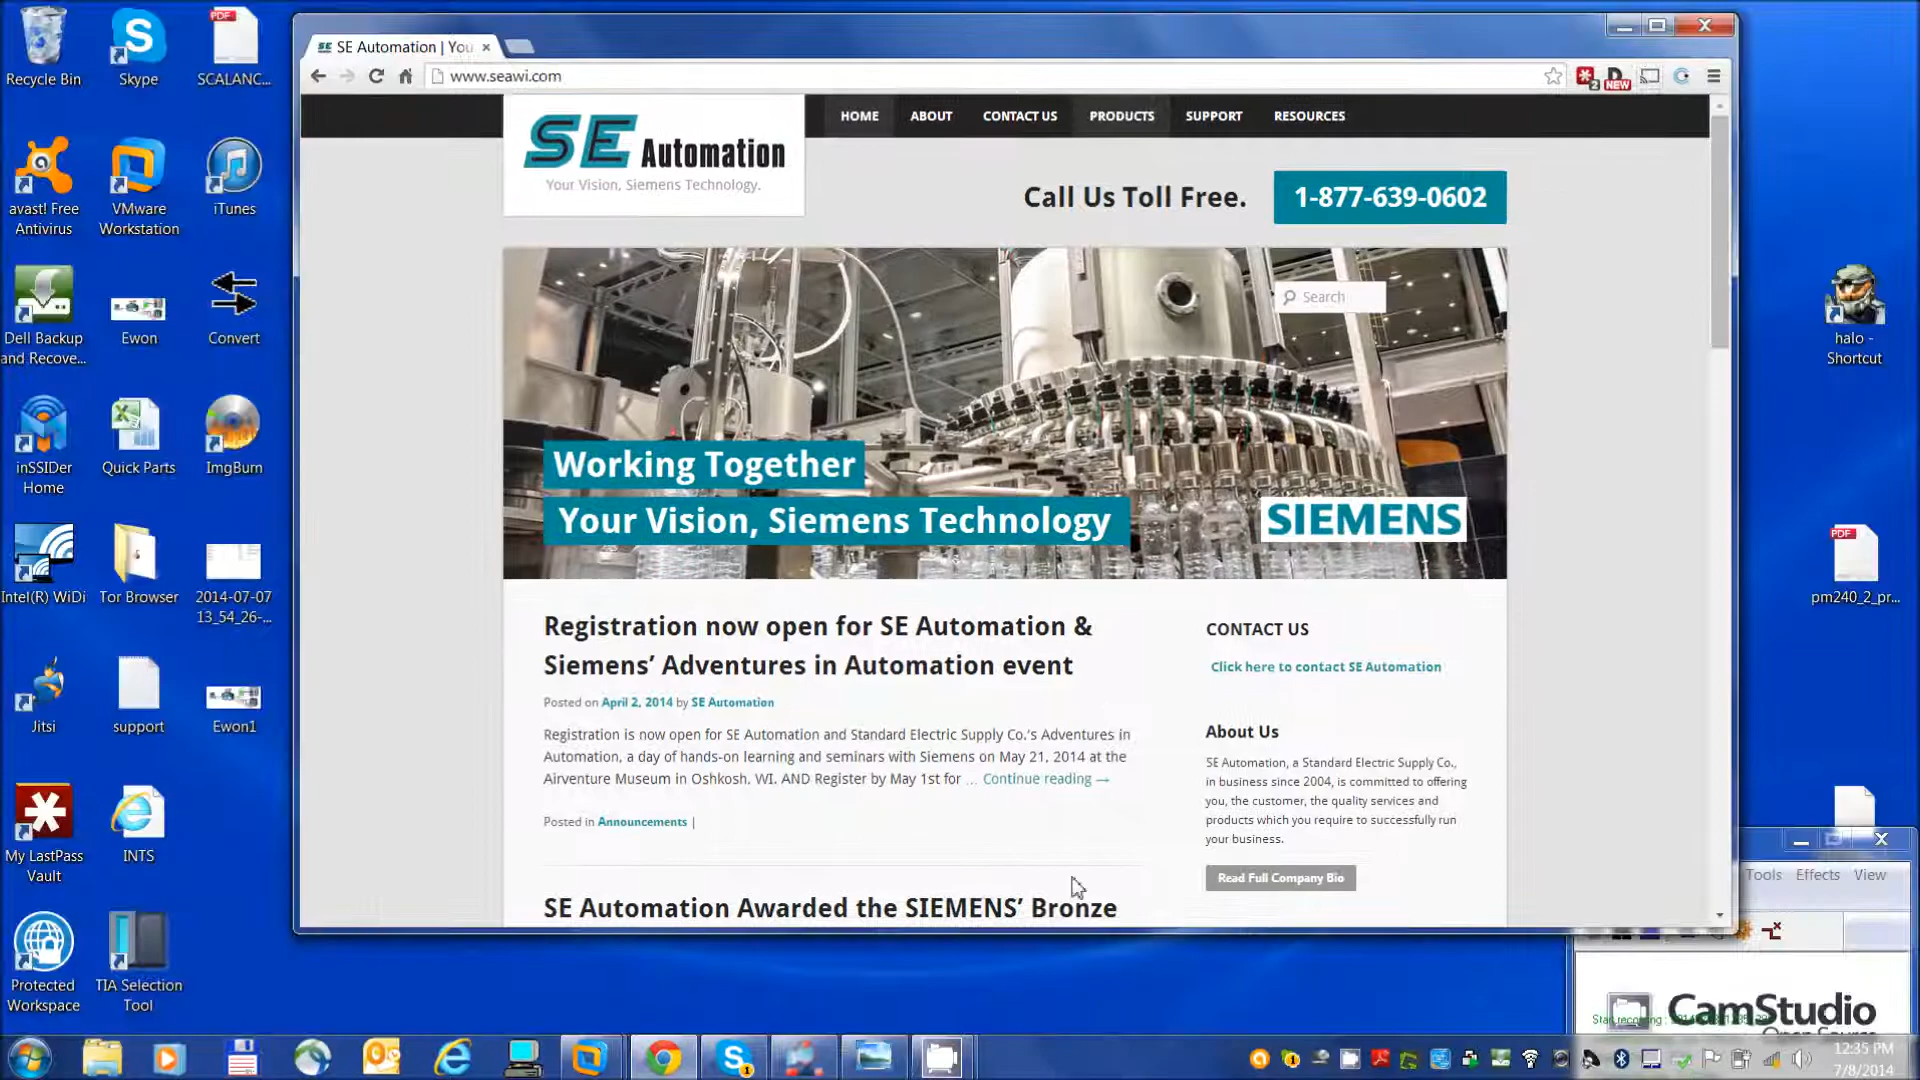 Recycle Bin
Skype
SCALANC...
avast! Free
Antivirus
VMware
Workstation
iTunes
Dell Backup
and Recove...
Ewon
Convert
inSSIDer
Home
Quick Parts
ImgBurn
Intel(R) WiDi
Tor Browser
2014-07-07
13_54_26-...
Jitsi
support
Ewon1
My LastPass
Vault
INTS
Protected
Workspace
TIA Selection
Tool
SE Automation | You
www.seawi.com
NEW
SE Automation
Your Vision, Siemens Technology.
HOME
ABOUT
CONTACT US
PRODUCTS
SUPPORT
RESOURCES
Call Us Toll Free.
1-877-639-0602
Search
Working Together
Your Vision, Siemens Technology
SIEMENS
Registration now open for SE Automation &
Siemens’ Adventures in Automation event
Posted on April 2, 2014 by SE Automation
Registration is now open for SE Automation and Standard Electric Supply Co.’s Adventures in
Automation, a day of hands-on learning and seminars with Siemens on May 21, 2014 at the
Airventure Museum in Oshkosh, WI. AND Register by May 1st for … Continue reading →
Posted in Announcements |
SE Automation Awarded the SIEMENS’ Bronze
CONTACT US
Click here to contact SE Automation
About Us
SE Automation, a Standard Electric Supply Co.,
in business since 2004, is committed to offering
you, the customer, the quality services and
products which you require to successfully run
your business.
Read Full Company Bio
halo -
Shortcut
PDF
pm240_2_pr...
Tools
Effects
View
CamStudio
12:35 PM
7/8/2014